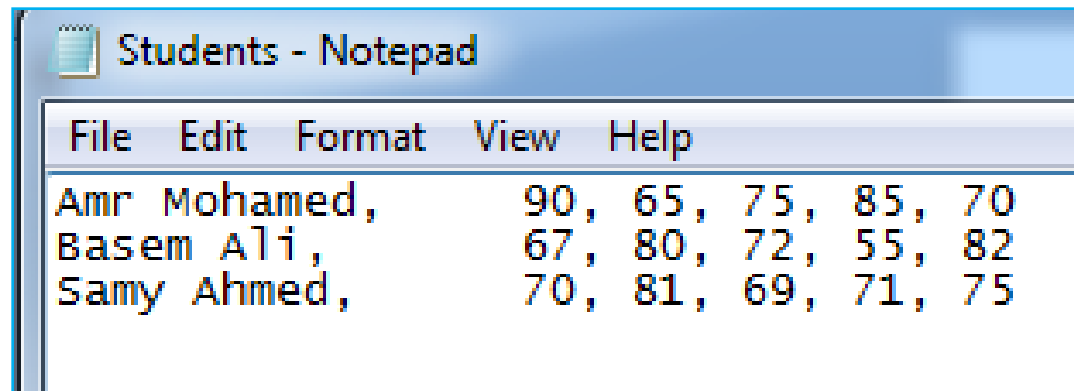 Students - Notepad
File Edit Format View Help
Amr Mohamed, 90, 65, 75, 85, 70
Basem Ali, 67, 80, 72, 55, 82
Samy Ahmed, 70, 81, 69, 71, 75